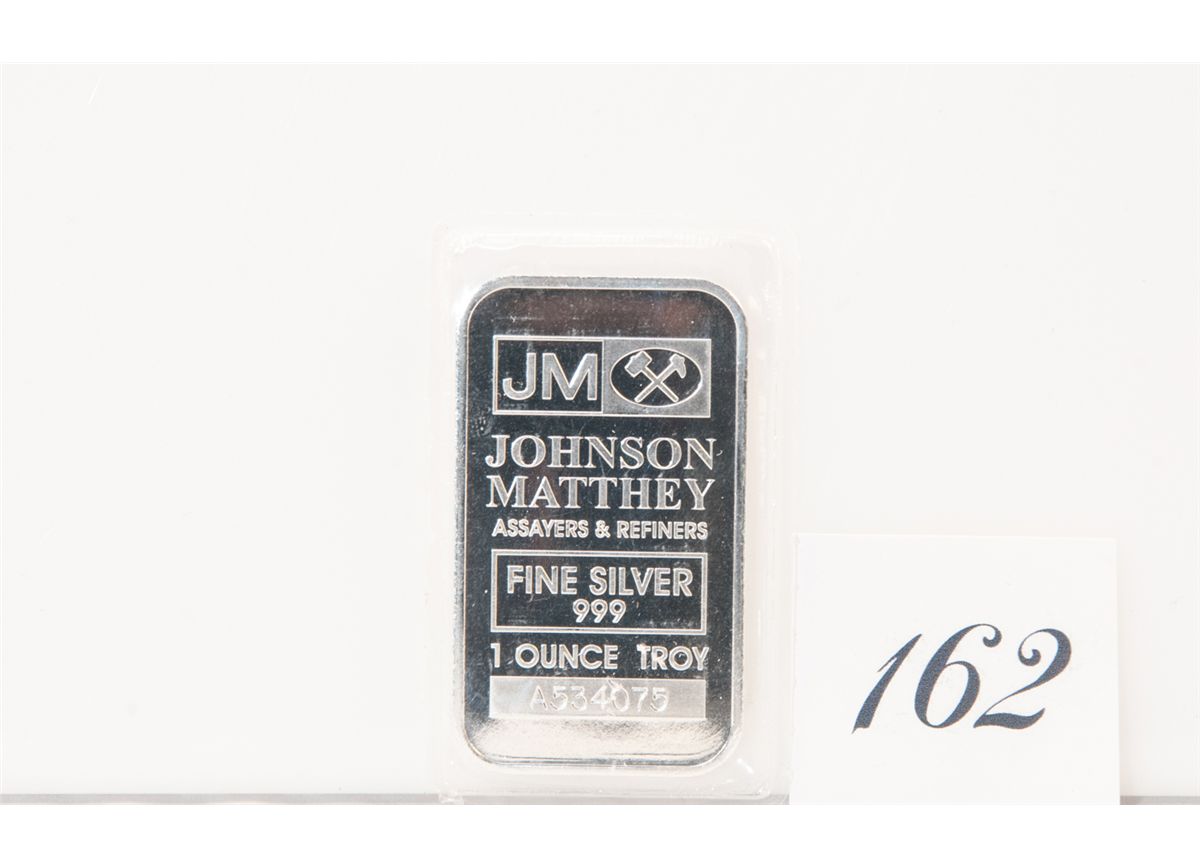 JM
JOHNSON
MATTHEY
ASSAYERS & REFINERS
FINE SILVER
999
1 OUNCE TROY
A534075
162